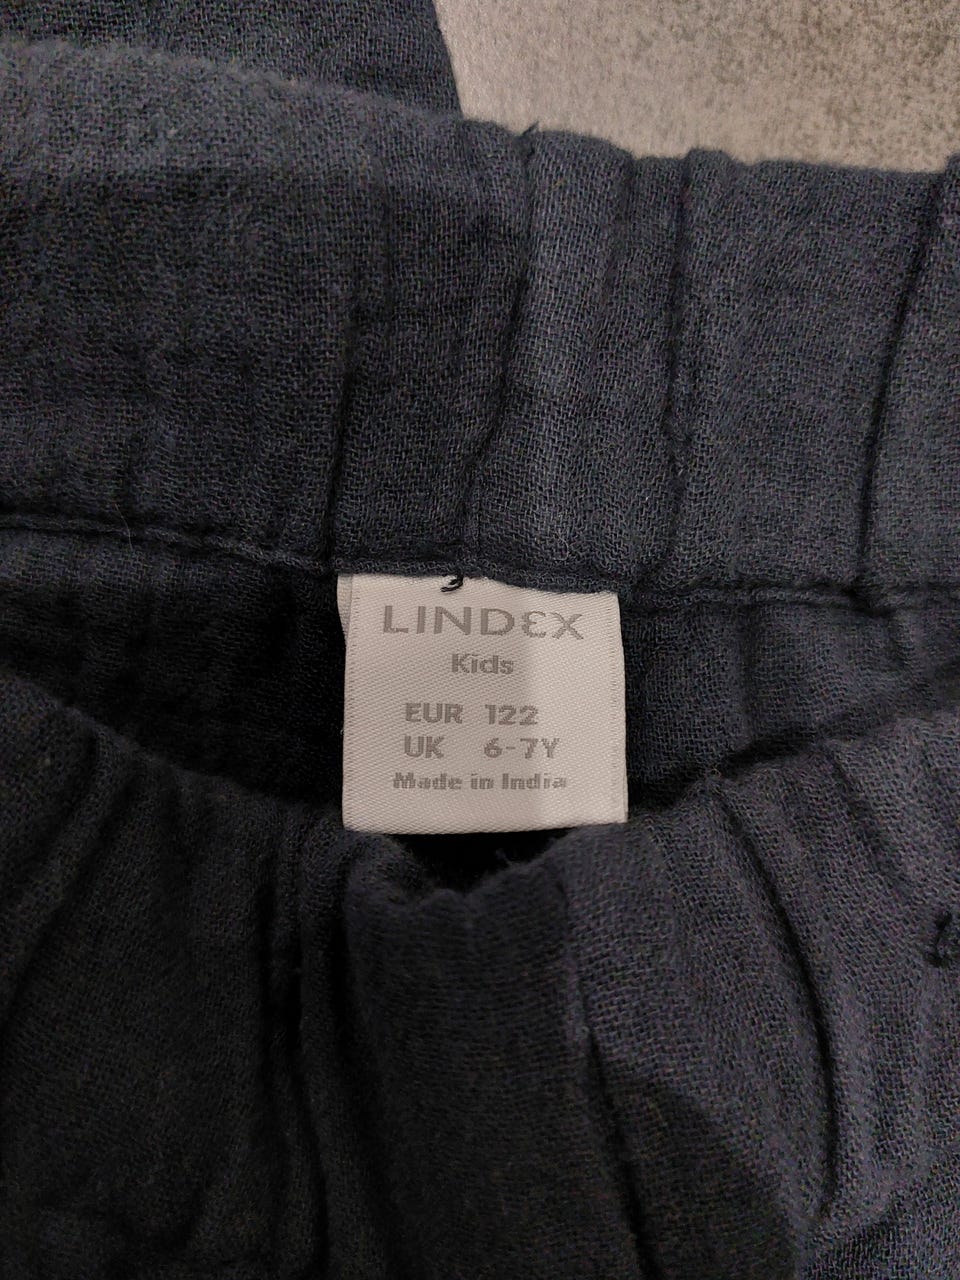 LINDEX
Kids
EUR 122
UK 6-7Y
Made in India